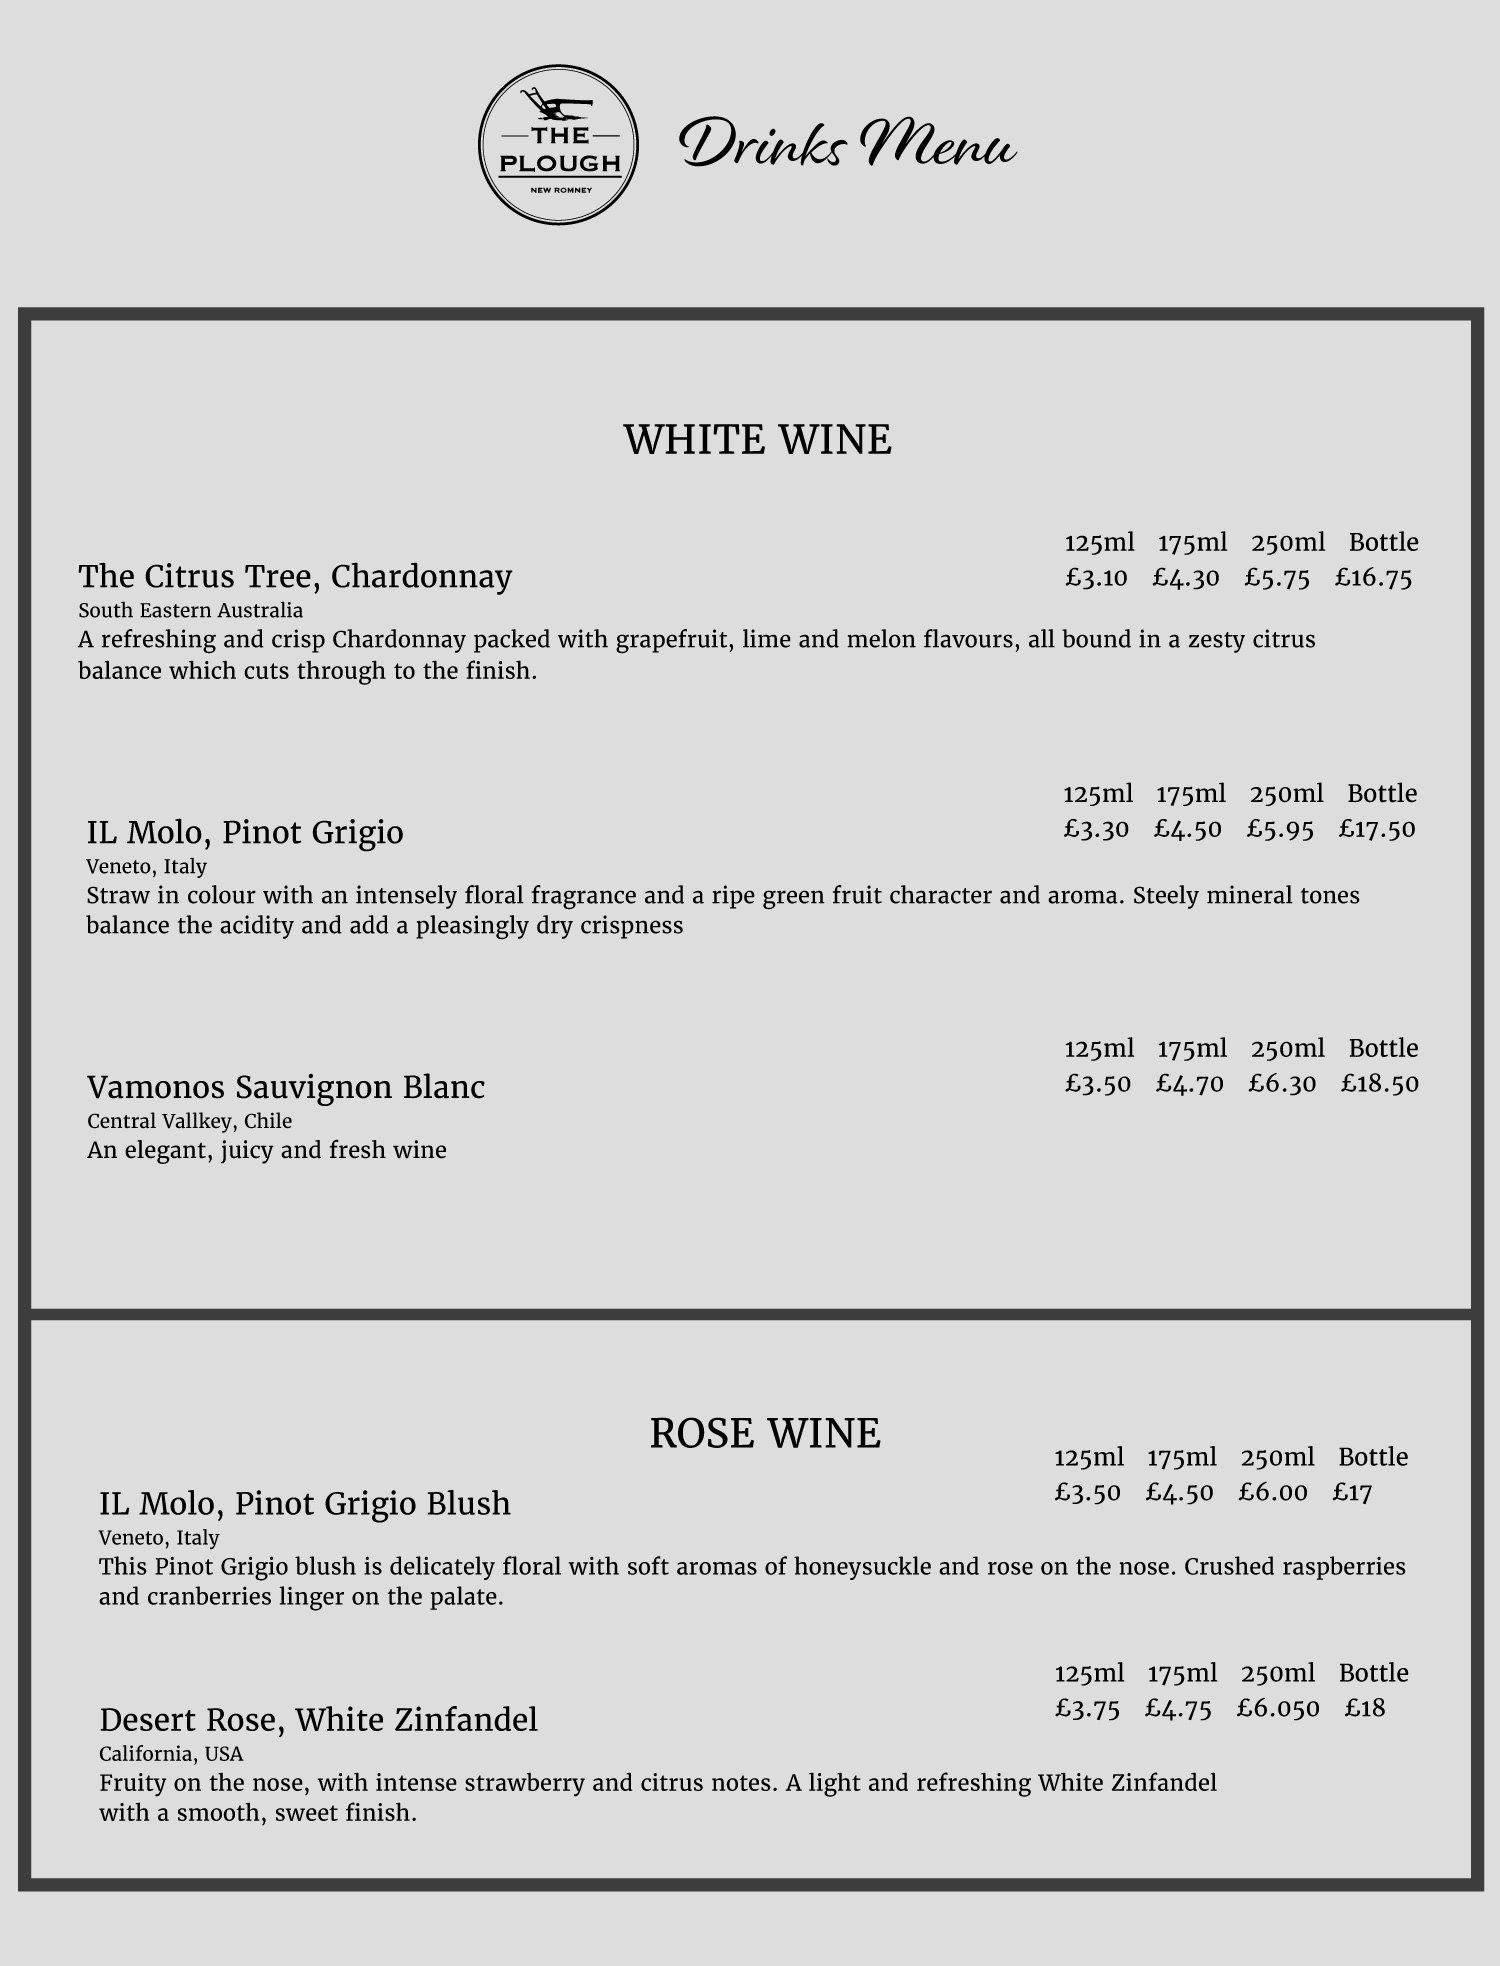 THE
PLOUGH
NEW ROMNEY
Drinks Menu
WHITE WINE
125ml 175ml 250ml Bottle
The Citrus Tree, Chardonnay £3.10 £4.30 £5.75 £16.75
South Eastern Australia
A refreshing and crisp Chardonnay packed with grapefruit, lime and melon flavours, all bound in a zesty citrus
balance which cuts through to the finish.
125ml 175ml 250ml Bottle
IL Molo, Pinot Grigio £3.30 £4.50 £5.95 £17.50
Veneto, Italy
Straw in colour with an intensely floral fragrance and a ripe green fruit character and aroma. Steely mineral tones
balance the acidity and add a pleasingly dry crispness
125ml 175ml 250ml Bottle
Vamonos Sauvignon Blanc £3.50 £4.70 £6.30 £18.50
Central Vallkey, Chile
An elegant, juicy and fresh wine
ROSE WINE
125ml 175ml 250ml Bottle
IL Molo, Pinot Grigio Blush £3.50 £4.50 £6.00 £17
Veneto, Italy
This Pinot Grigio blush is delicately floral with soft aromas of honeysuckle and rose on the nose. Crushed raspberries
and cranberries linger on the palate.
125ml 175ml 250ml Bottle
Desert Rose, White Zinfandel £3.75 £4.75 £6.050 £18
California, USA
Fruity on the nose, with intense strawberry and citrus notes. A light and refreshing White Zinfandel
with a smooth, sweet finish.